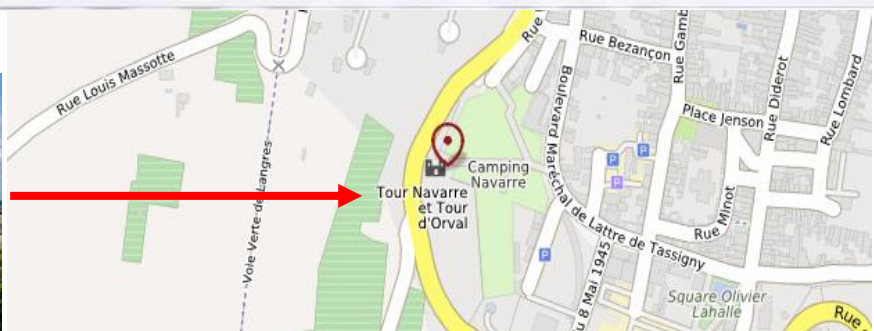 Rue Louis Massotte
Voie Verte de Langres
Tour Navarre
et Tour
d'Orval
Camping
Navarre
Rue
Rue Bezançon
Boulevard Maréchal de Lattre de Tassigny
Rue Gamb
Place Jenson
Rue Diderot
Rue Lombard
P
P
P
P
Rue Minot
u 8 Mai 1945
Square Olivier
Lahalle
Rue